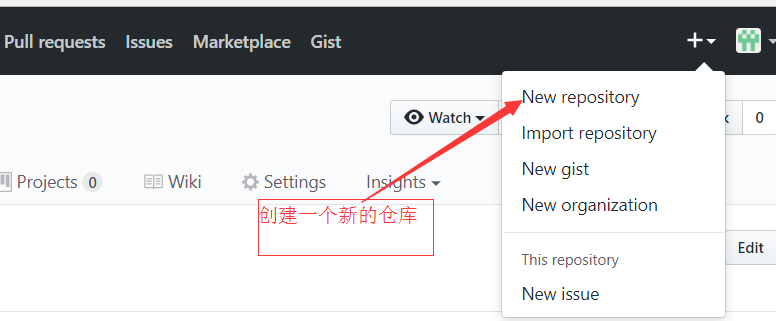 Pull requests Issues Marketplace Gist
New repository
Watch 0
Import repository
New gist
Projects 0 Wiki Settings Insights
New organization
创建一个新的仓库
Edit
This repository
New issue